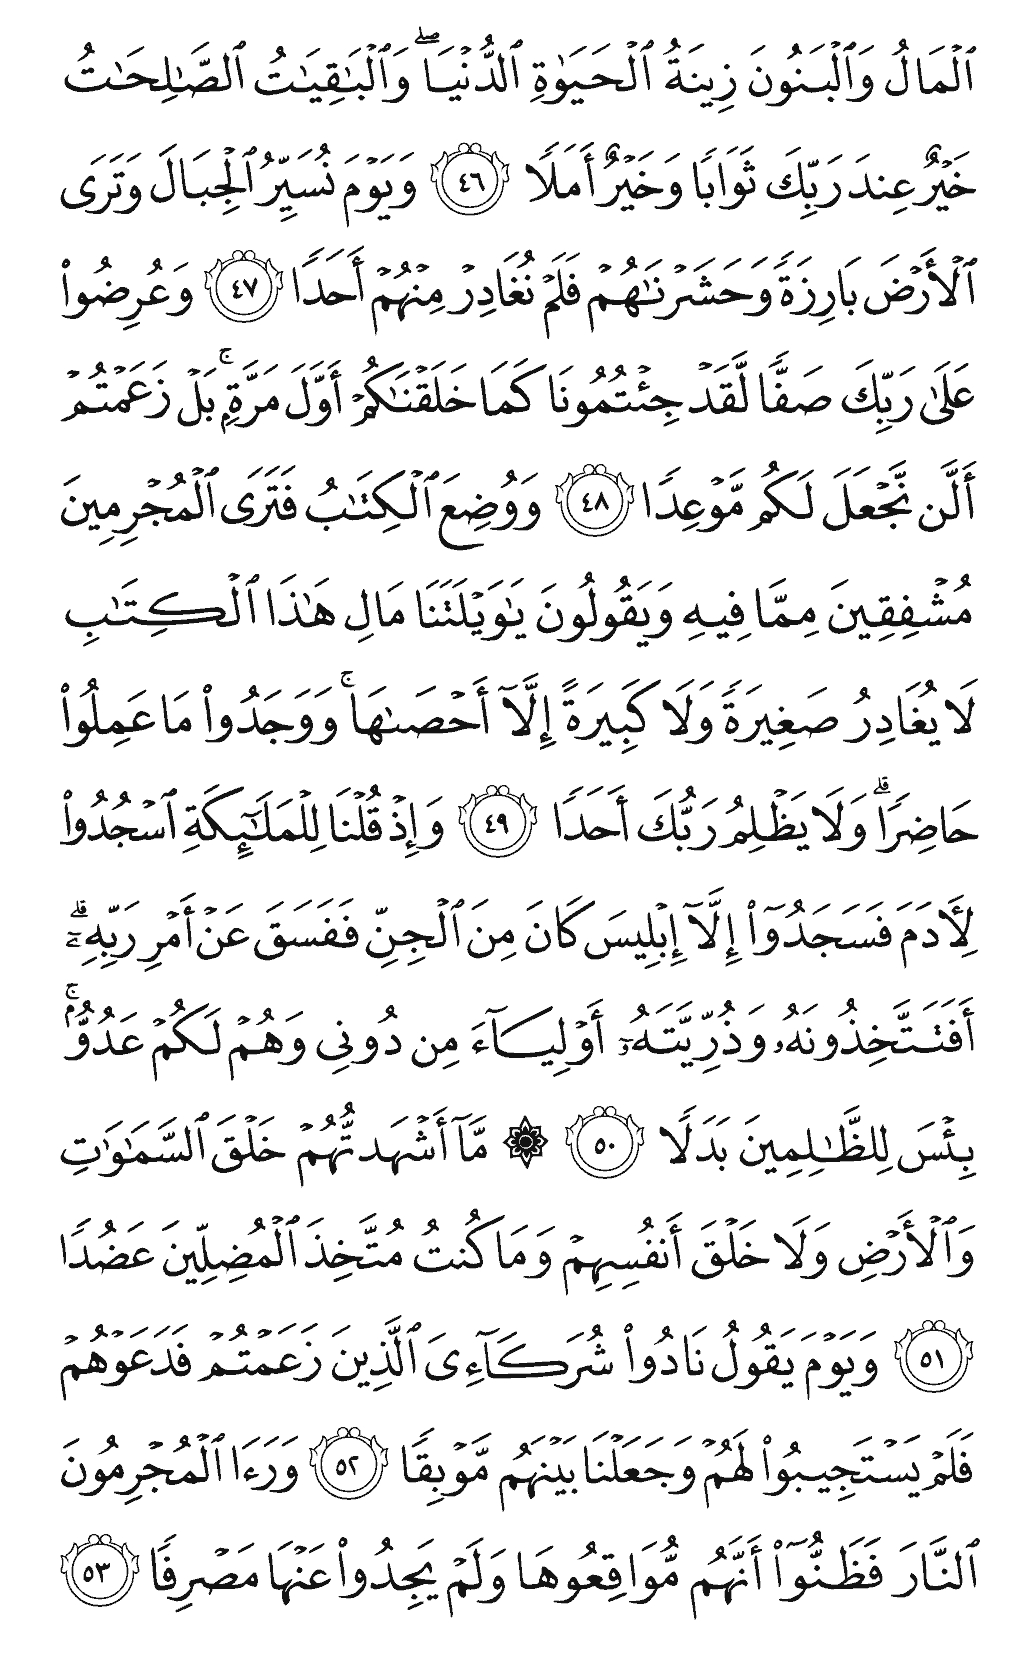 ٱلۡمَالُ وَٱلۡبَنُونَ زِينَةُ ٱلۡحَيَوٰةِ ٱلدُّنۡيَاۖ وَٱلۡبَٰقِيَٰتُ ٱلصَّٰلِحَٰتُ
خَيۡرٌ عِندَ رَبِّكَ ثَوَابٗا وَخَيۡرٌ أَمَلٗا ٤٦ وَيَوۡمَ نُسَيِّرُ ٱلۡجِبَالَ وَتَرَى
ٱلۡأَرۡضَ بَارِزَةٗ وَحَشَرۡنَٰهُمۡ فَلَمۡ نُغَادِرۡ مِنۡهُمۡ أَحَدٗا ٤٧ وَعُرِضُواْ
عَلَىٰ رَبِّكَ صَفّٗا لَّقَدۡ جِئۡتُمُونَا كَمَا خَلَقۡنَٰكُمۡ أَوَّلَ مَرَّةِۭۚ بَلۡ زَعَمۡتُمۡ
أَلَّن نَّجۡعَلَ لَكُم مَّوۡعِدٗا ٤٨ وَوُضِعَ ٱلۡكِتَٰبُ فَتَرَى ٱلۡمُجۡرِمِينَ
مُشۡفِقِينَ مِمَّا فِيهِ وَيَقُولُونَ يَٰوَيۡلَتَنَا مَالِ هَٰذَا ٱلۡكِتَٰبِ
لَا يُغَادِرُ صَغِيرَةٗ وَلَا كَبِيرَةً إِلَّآ أَحۡصَىٰهَاۚ وَوَجَدُواْ مَا عَمِلُواْ
حَاضِرٗاۗ وَلَا يَظۡلِمُ رَبُّكَ أَحَدٗا ٤٩ وَإِذۡ قُلۡنَا لِلۡمَلَٰٓئِكَةِ ٱسۡجُدُواْ
لِأٓدَمَ فَسَجَدُوٓاْ إِلَّآ إِبۡلِيسَ كَانَ مِنَ ٱلۡجِنِّ فَفَسَقَ عَنۡ أَمۡرِ رَبِّهِۦٓۗ
أَفَتَتَّخِذُونَهُۥ وَذُرِّيَّتَهُۥٓ أَوۡلِيَآءَ مِن دُونِي وَهُمۡ لَكُمۡ عَدُوُّۢۚ
بِئۡسَ لِلظَّٰلِمِينَ بَدَلٗا ٥٠ ۞ مَّآ أَشۡهَدتُّهُمۡ خَلۡقَ ٱلسَّمَٰوَٰتِ
وَٱلۡأَرۡضِ وَلَا خَلۡقَ أَنفُسِهِمۡ وَمَا كُنتُ مُتَّخِذَ ٱلۡمُضِلِّينَ عَضُدٗا
٥١ وَيَوۡمَ يَقُولُ نَادُواْ شُرَكَآءِيَ ٱلَّذِينَ زَعَمۡتُمۡ فَدَعَوۡهُمۡ
فَلَمۡ يَسۡتَجِيبُواْ لَهُمۡ وَجَعَلۡنَا بَيۡنَهُم مَّوۡبِقٗا ٥٢ وَرَءَا ٱلۡمُجۡرِمُونَ
ٱلنَّارَ فَظَنُّوٓاْ أَنَّهُم مُّوَاقِعُوهَا وَلَمۡ يَجِدُواْ عَنۡهَا مَصۡرِفٗا ٥٣